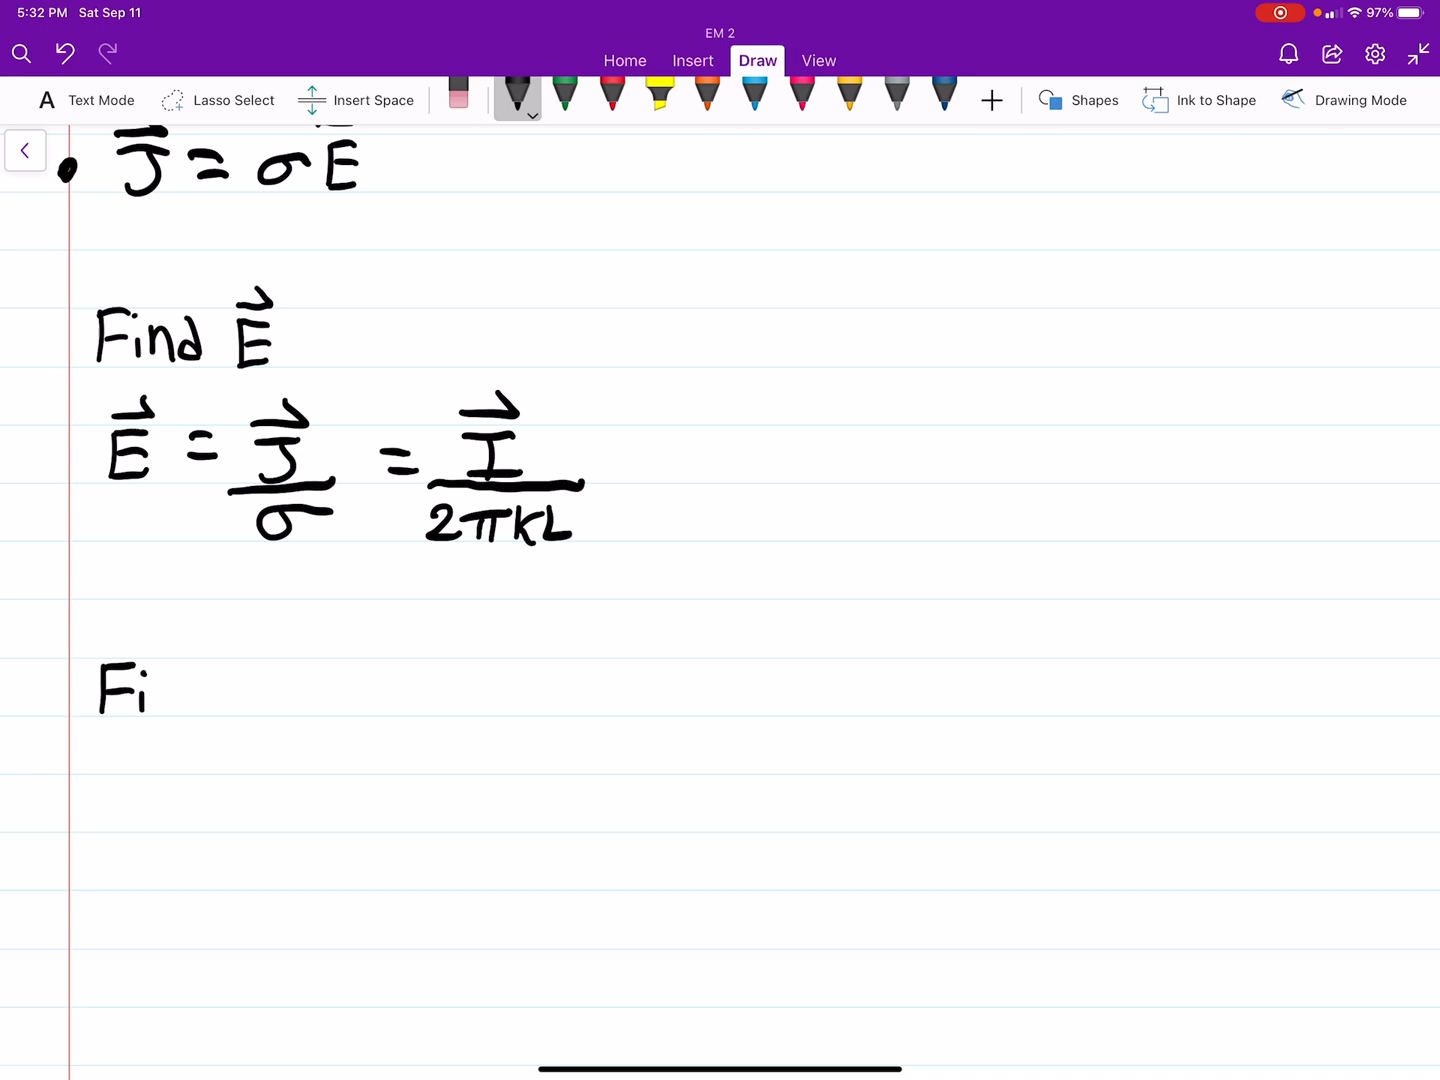 5:32 PM Sat Sep 11 97%
EM 2
Home Insert Draw View
A Text Mode Lasso Select Insert Space Shapes Ink to Shape Drawing Mode
• J⃗ = σE⃗
Find E⃗
E⃗ = J⃗/σ = I⃗/2πkL
Fi